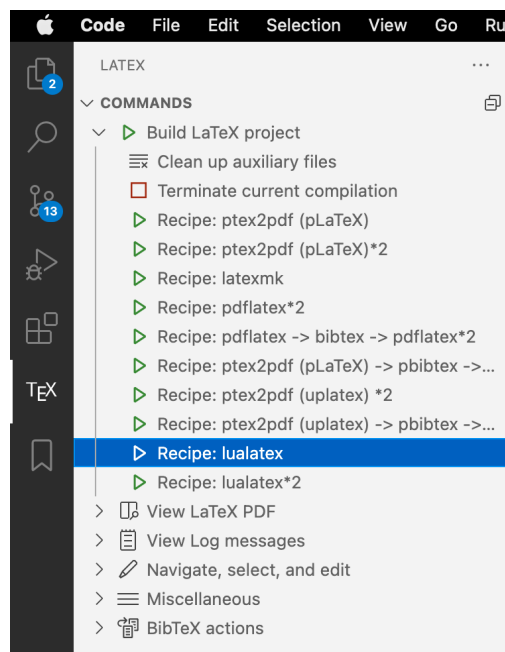 Code File Edit Selection View Go Ru
LATEX ...
2
COMMANDS
Build LaTeX project
Clean up auxiliary files
Terminate current compilation
13
Recipe: ptex2pdf (pLaTeX)
Recipe: ptex2pdf (pLaTeX)*2
Recipe: latexmk
Recipe: pdflatex*2
Recipe: pdflatex -> bibtex -> pdflatex*2
Recipe: ptex2pdf (pLaTeX) -> pbibtex ->...
TEX
Recipe: ptex2pdf (uplatex) *2
Recipe: ptex2pdf (uplatex) -> pbibtex ->...
Recipe: lualatex
Recipe: lualatex*2
View LaTeX PDF
View Log messages
Navigate, select, and edit
Miscellaneous
BibTeX actions